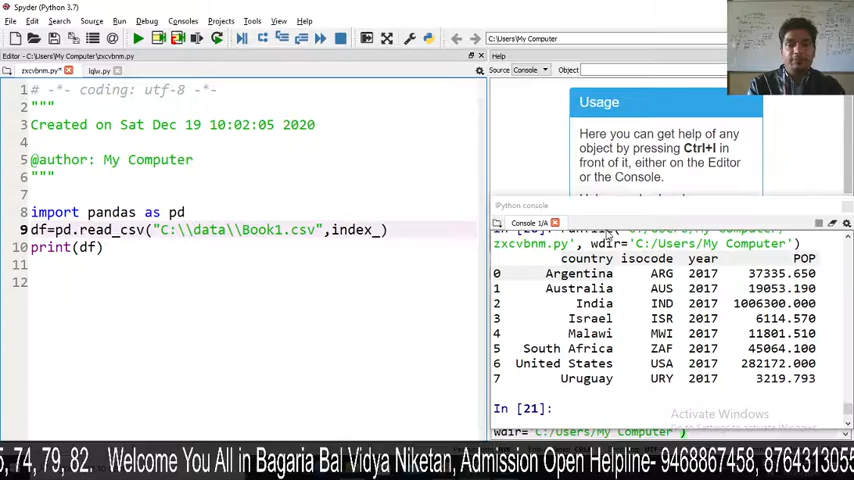 Spyder (Python 3.7)
File Edit Search Source Run Debug Consoles Projects Tools View Help
C:\Users\My Computer
Editor - C:\Users\My Computer\zxcvbnm.py
Help
zxcvbnm.py*
Source Console Object
1 # -*- coding: utf-8 -*-
2 """
3 Created on Sat Dec 19 10:02:05 2020
4
5 @author: My Computer
6 """
7
8 import pandas as pd
9 df=pd.read_csv("C:\\data\\Book1.csv",index_)
10 print(df)
11
12
Usage
Here you can get help of any
object by pressing Ctrl+I in
front of it, either on the Editor
or the Console.
IPython console
Console 1/A
zxcvbnm.py', wdir='C:/Users/My Computer')
country isocode year POP
0 Argentina ARG 2017 37335.650
1 Australia AUS 2017 19053.190
2 India IND 2017 1006300.000
3 Israel ISR 2017 6114.570
4 Malawi MWI 2017 11801.510
5 South Africa ZAF 2017 45064.100
6 United States USA 2017 282172.000
7 Uruguay URY 2017 3219.793
In [21]:
Activate Windows
Go to Settings to activate Windows.
wdir='C:/Users/My Computer')
5, 74, 79, 82. Welcome You All in Bagaria Bal Vidya Niketan, Admission Open Helpline- 9468867458, 8764313055